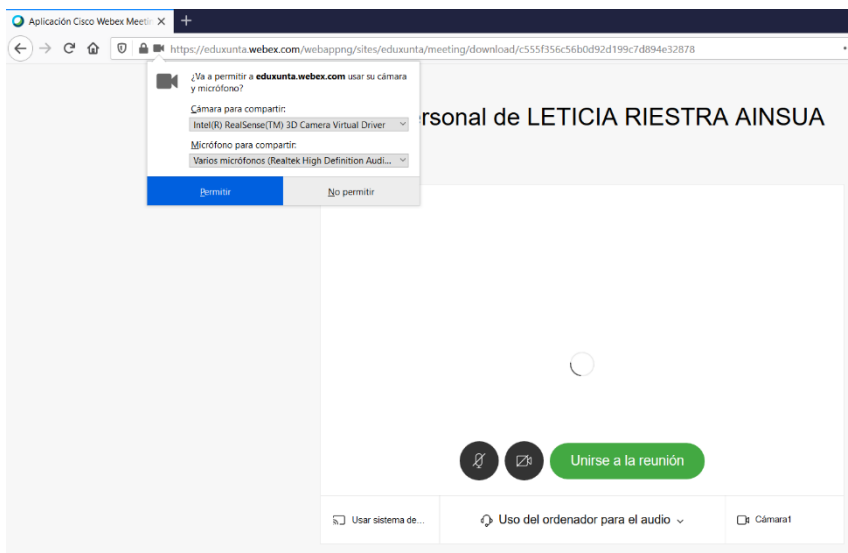 Aplicación Cisco Webex Meetin
https://eduxunta.webex.com/webappng/sites/eduxunta/meeting/download/c555f356c56b0d92d199c7d894e32878
¿Va a permitir a eduxunta.webex.com usar su cámara
y micrófono?
Cámara para compartir:
Intel(R) RealSense(TM) 3D Camera Virtual Driver
Micrófono para compartir:
Varios micrófonos (Realtek High Definition Audi...
Permitir
No permitir
rsonal de LETICIA RIESTRA AINSUA
Unirse a la reunión
Usar sistema de...
Uso del ordenador para el audio
Cámara1